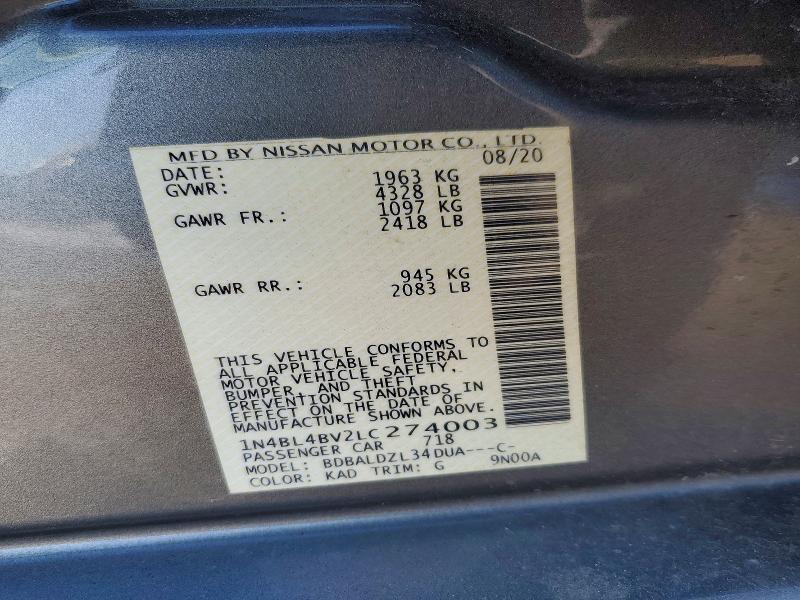 MFD BY NISSAN MOTOR CO., LTD.
DATE: 08/20
GVWR: 1963 KG
4328 LB
GAWR FR.: 1097 KG
2418 LB
GAWR RR.: 945 KG
2083 LB
THIS VEHICLE CONFORMS TO
ALL APPLICABLE FEDERAL
MOTOR VEHICLE SAFETY,
BUMPER, AND THEFT
PREVENTION STANDARDS IN
EFFECT ON THE DATE OF
MANUFACTURE SHOWN ABOVE.
1N4BL4BV2LC274003
PASSENGER CAR 718
MODEL: BDBALDZL34DUA---C-
COLOR: KAD TRIM: G 9N00A